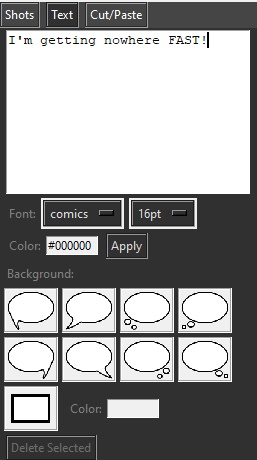 Shots Text Cut/Paste
I'm getting nowhere FAST!
Font: comics 16pt
Color: #000000 Apply
Background:
Color:
Delete Selected